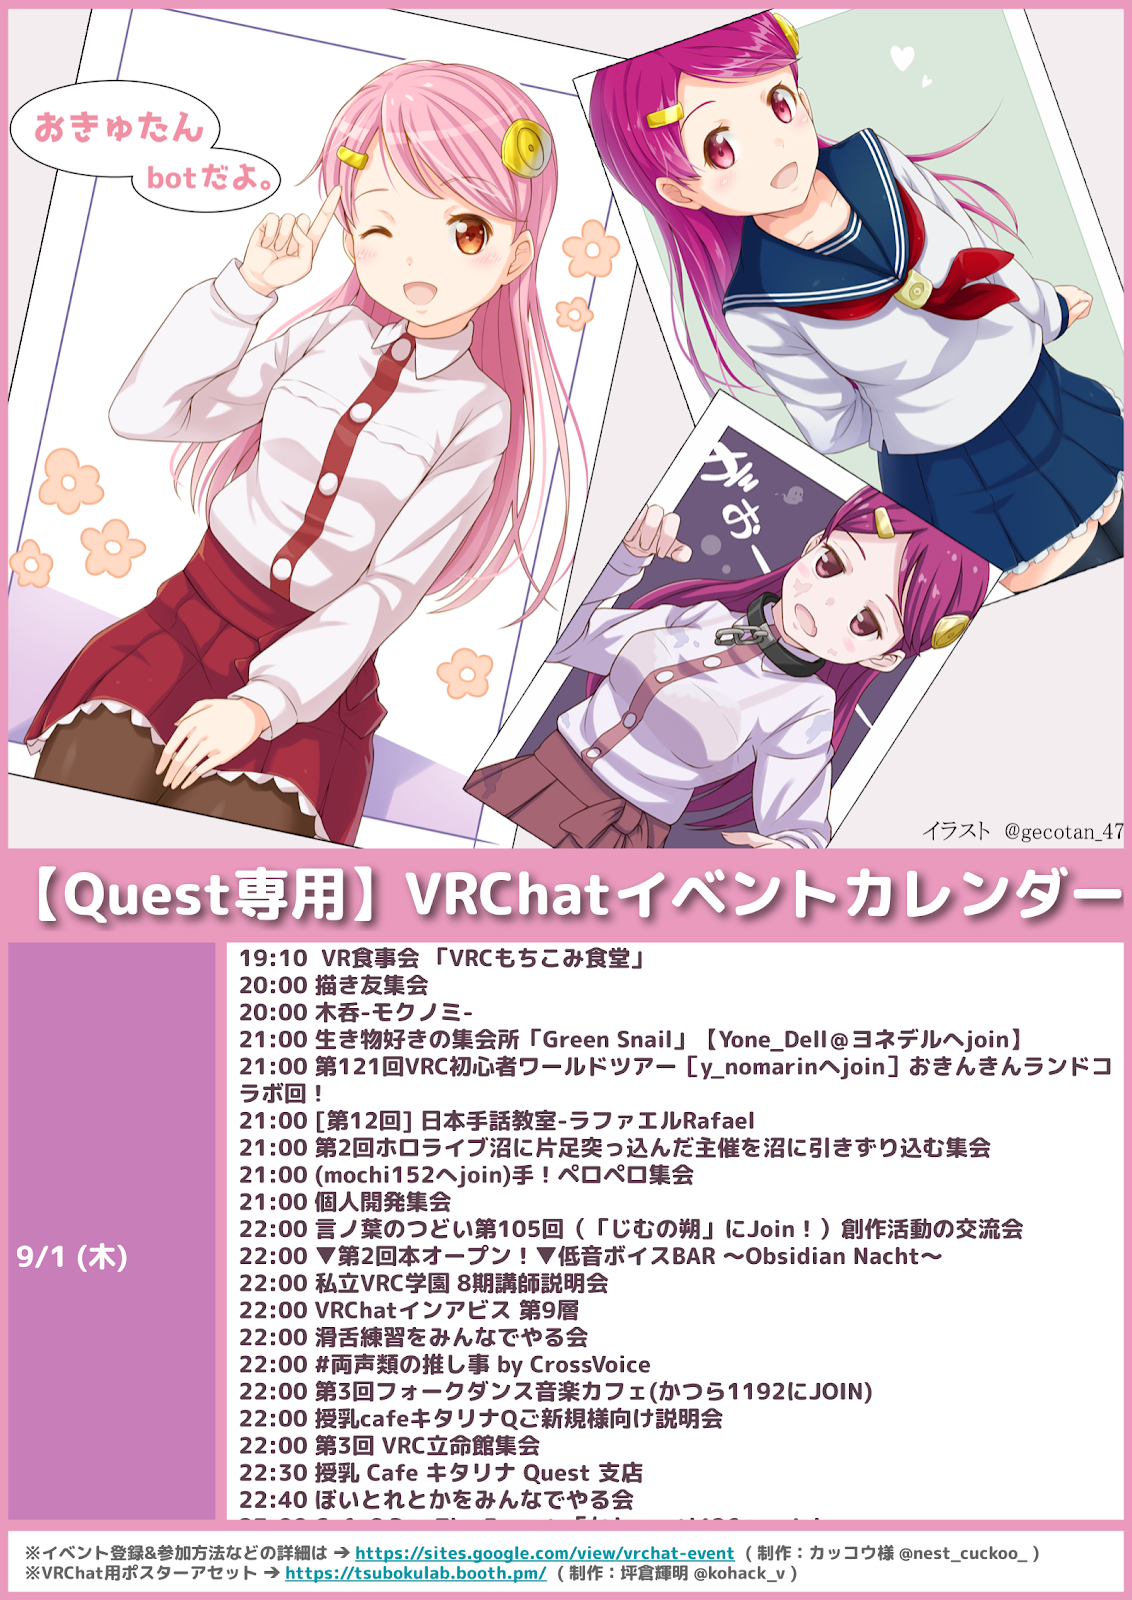 おきゅたん
botだよ。
がおー
イラスト @gecotan_47
【Quest専用】VRChatイベントカレンダー
9/1 (木)
19:10 VR食事会 「VRCもちこみ食堂」
20:00 描き友集会
20:00 木呑-モクノミ-
21:00 生き物好きの集会所「Green Snail」【Yone_Dell@ヨネデルへjoin】
21:00 第121回VRC初心者ワールドツアー［y_nomarinへjoin］おきんきんランドコ
ラボ回！
21:00 [第12回] 日本手話教室-ラファエルRafael
21:00 第2回ホロライブ沼に片足突っ込んだ主催を沼に引きずり込む集会
21:00 (mochi152へjoin)手！ペロペロ集会
21:00 個人開発集会
22:00 言ノ葉のつどい第105回（「じむの朔」にJoin！）創作活動の交流会
22:00 ▼第2回本オープン！▼低音ボイスBAR ～Obsidian Nacht～
22:00 私立VRC学園 8期講師説明会
22:00 VRChatインアビス 第9層
22:00 滑舌練習をみんなでやる会
22:00 #両声類の推し事 by CrossVoice
22:00 第3回フォークダンス音楽カフェ(かつら1192にJOIN)
22:00 授乳cafeキタリナQご新規様向け説明会
22:00 第3回 VRC立命館集会
22:30 授乳 Cafe キタリナ Quest 支店
22:40 ぽいとれとかをみんなでやる会
※イベント登録&参加方法などの詳細は → https://sites.google.com/view/vrchat-event ( 制作：カッコウ様 @nest_cuckoo_ )
※VRChat用ポスターアセット → https://tsubokulab.booth.pm/ ( 制作：坪倉輝明 @kohack_v )